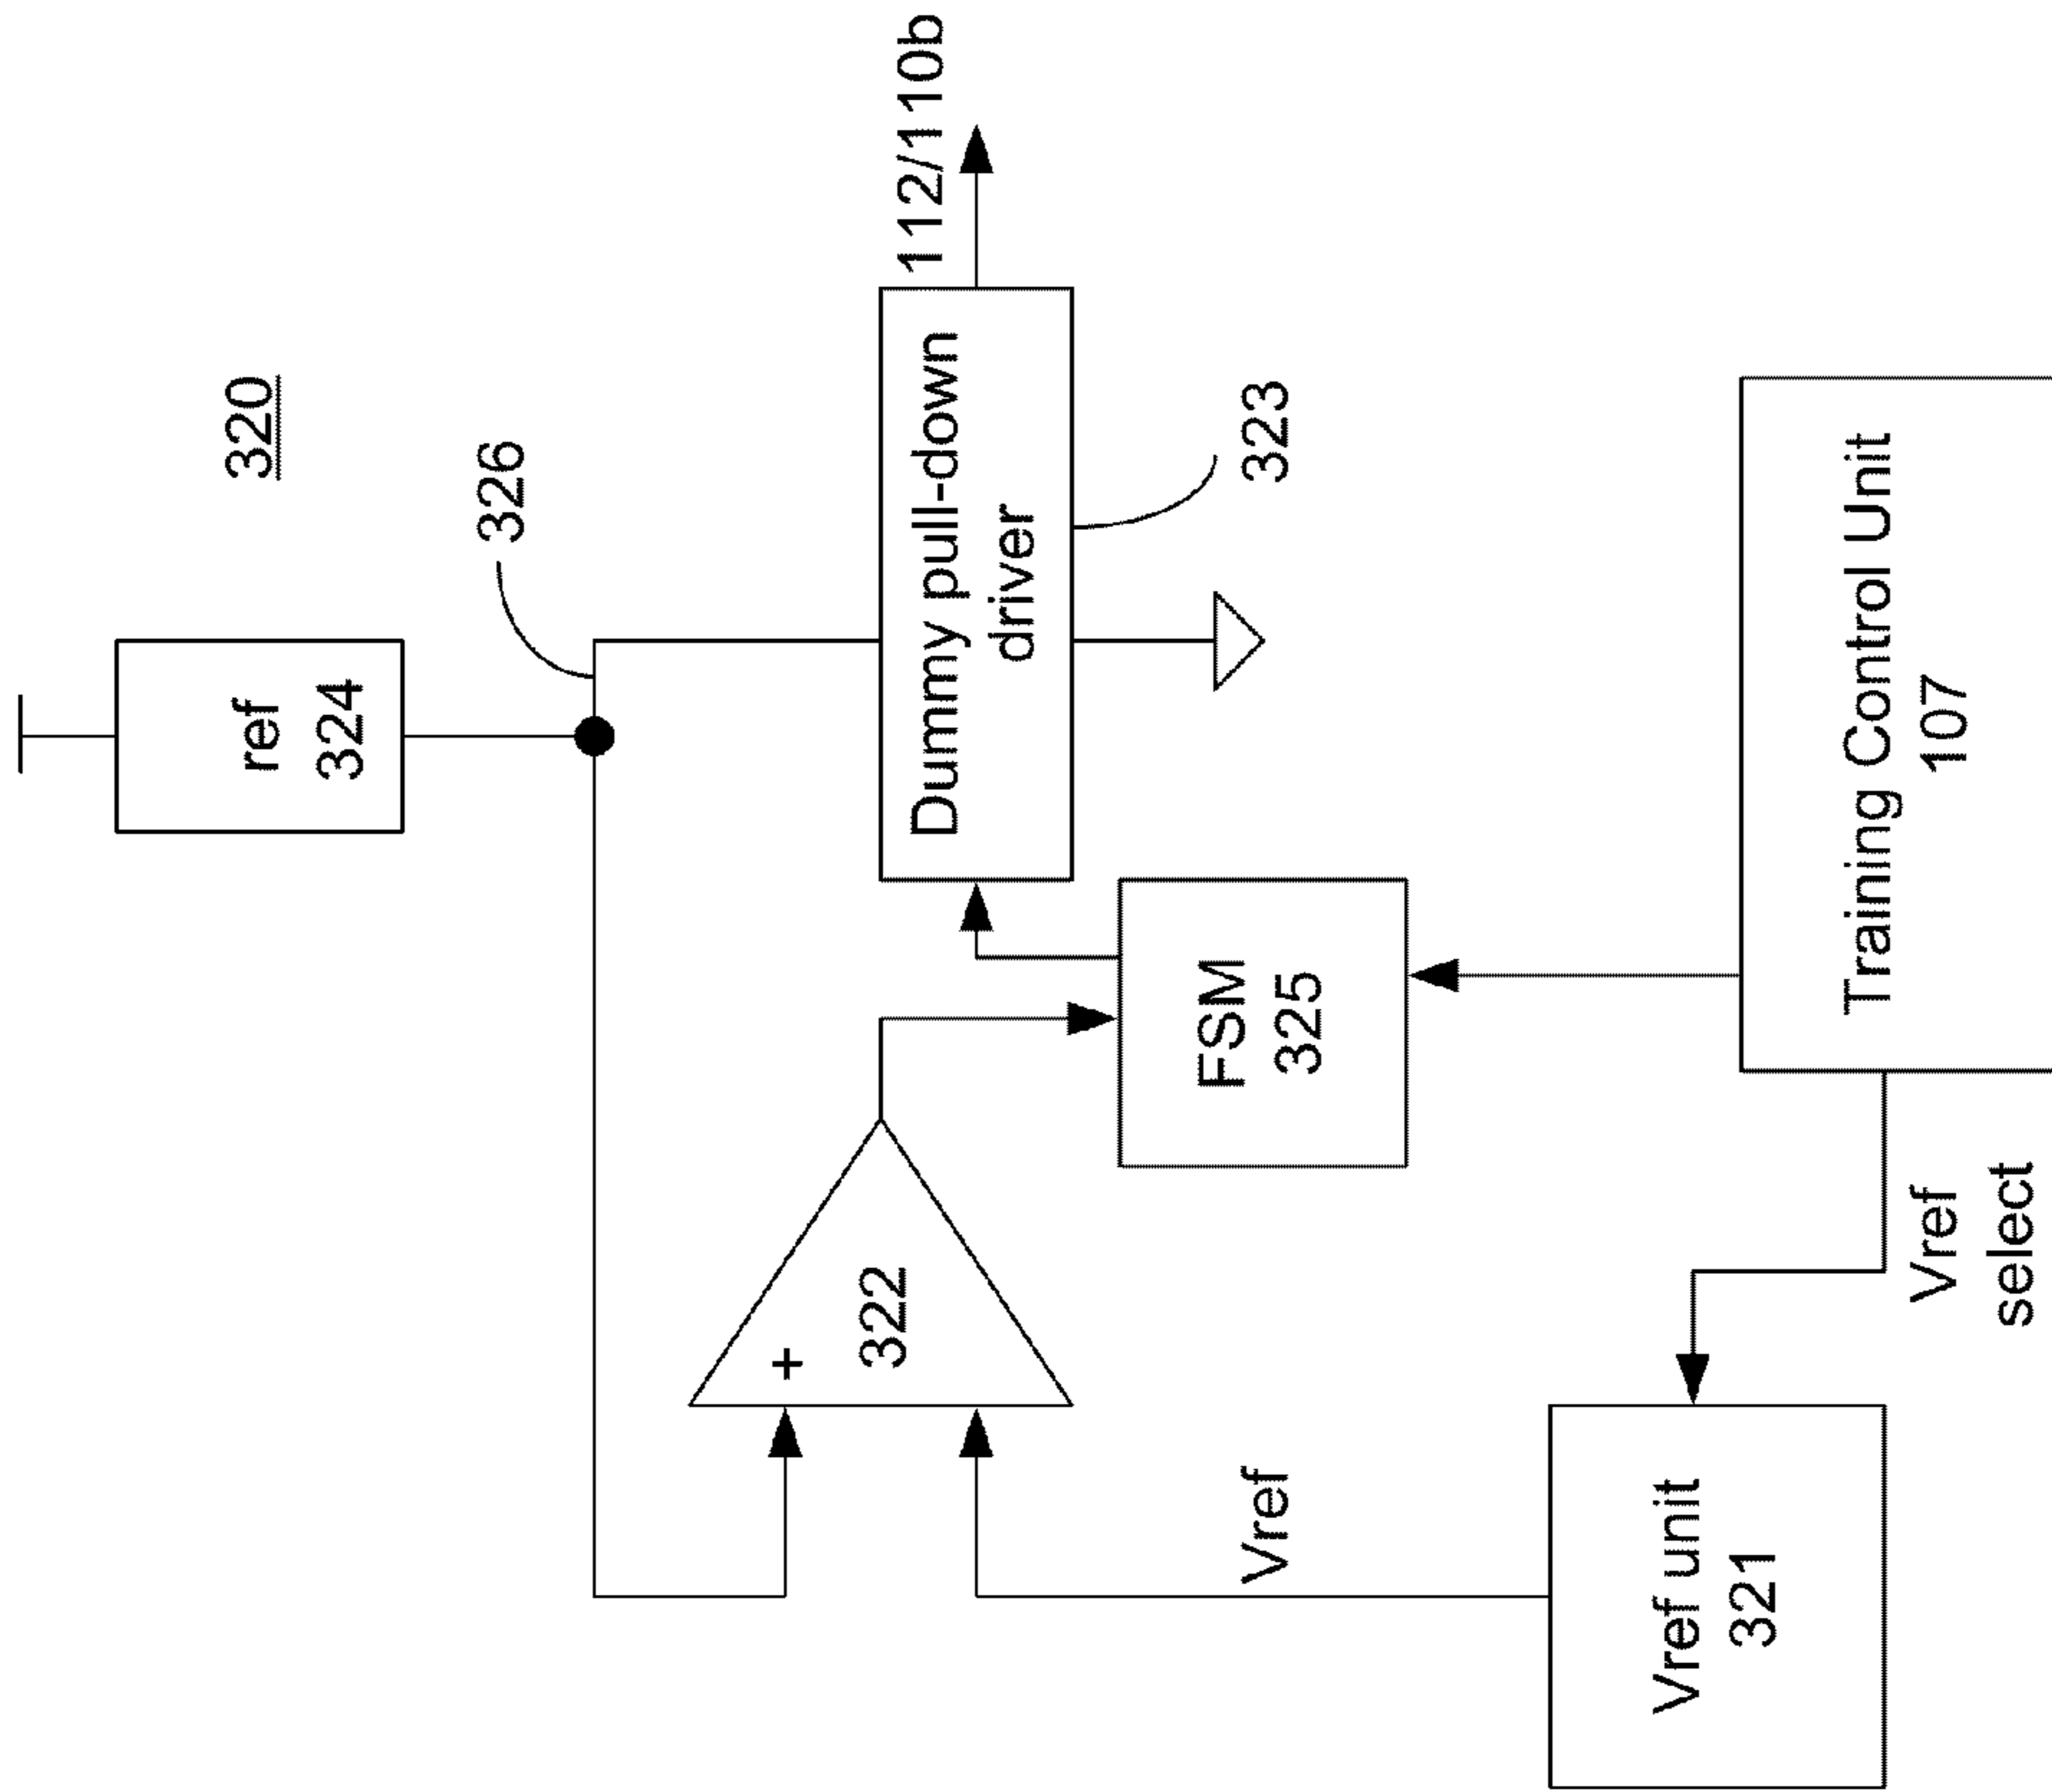 320
ref
324
326
112/110b
Dummy pull-down
driver
323
+
322
FSM
325
Vref
Vref unit
321
Vref
select
Training Control Unit
107